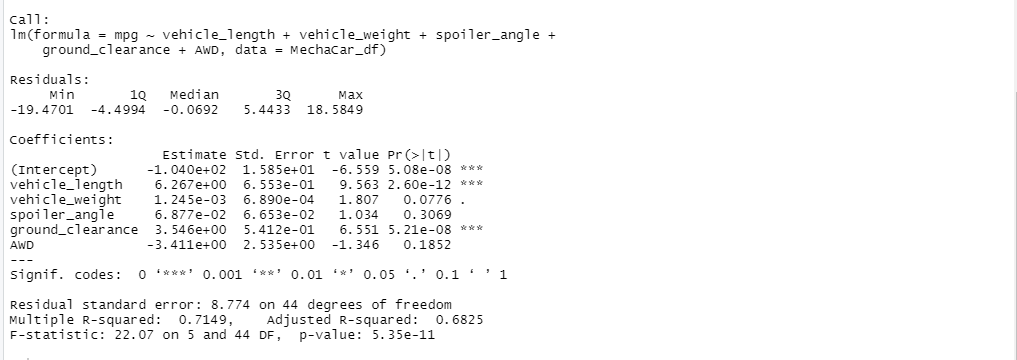 Call:
lm(formula = mpg ~ vehicle_length + vehicle_weight + spoiler_angle +
    ground_clearance + AWD, data = MechaCar_df)

Residuals:
     Min       1Q   Median       3Q      Max
-19.4701  -4.4994  -0.0692   5.4433  18.5849

Coefficients:
                   Estimate Std. Error t value Pr(>|t|)
(Intercept)      -1.040e+02  1.585e+01  -6.559 5.08e-08 ***
vehicle_length    6.267e+00  6.553e-01   9.563 2.60e-12 ***
vehicle_weight    1.245e-03  6.890e-04   1.807   0.0776 .
spoiler_angle     6.877e-02  6.653e-02   1.034   0.3069
ground_clearance  3.546e+00  5.412e-01   6.551 5.21e-08 ***
AWD              -3.411e+00  2.535e+00  -1.346   0.1852
---
Signif. codes:  0 ‘***’ 0.001 ‘**’ 0.01 ‘*’ 0.05 ‘.’ 0.1 ‘ ’ 1

Residual standard error: 8.774 on 44 degrees of freedom
Multiple R-squared:  0.7149,    Adjusted R-squared:  0.6825
F-statistic: 22.07 on 5 and 44 DF,  p-value: 5.35e-11